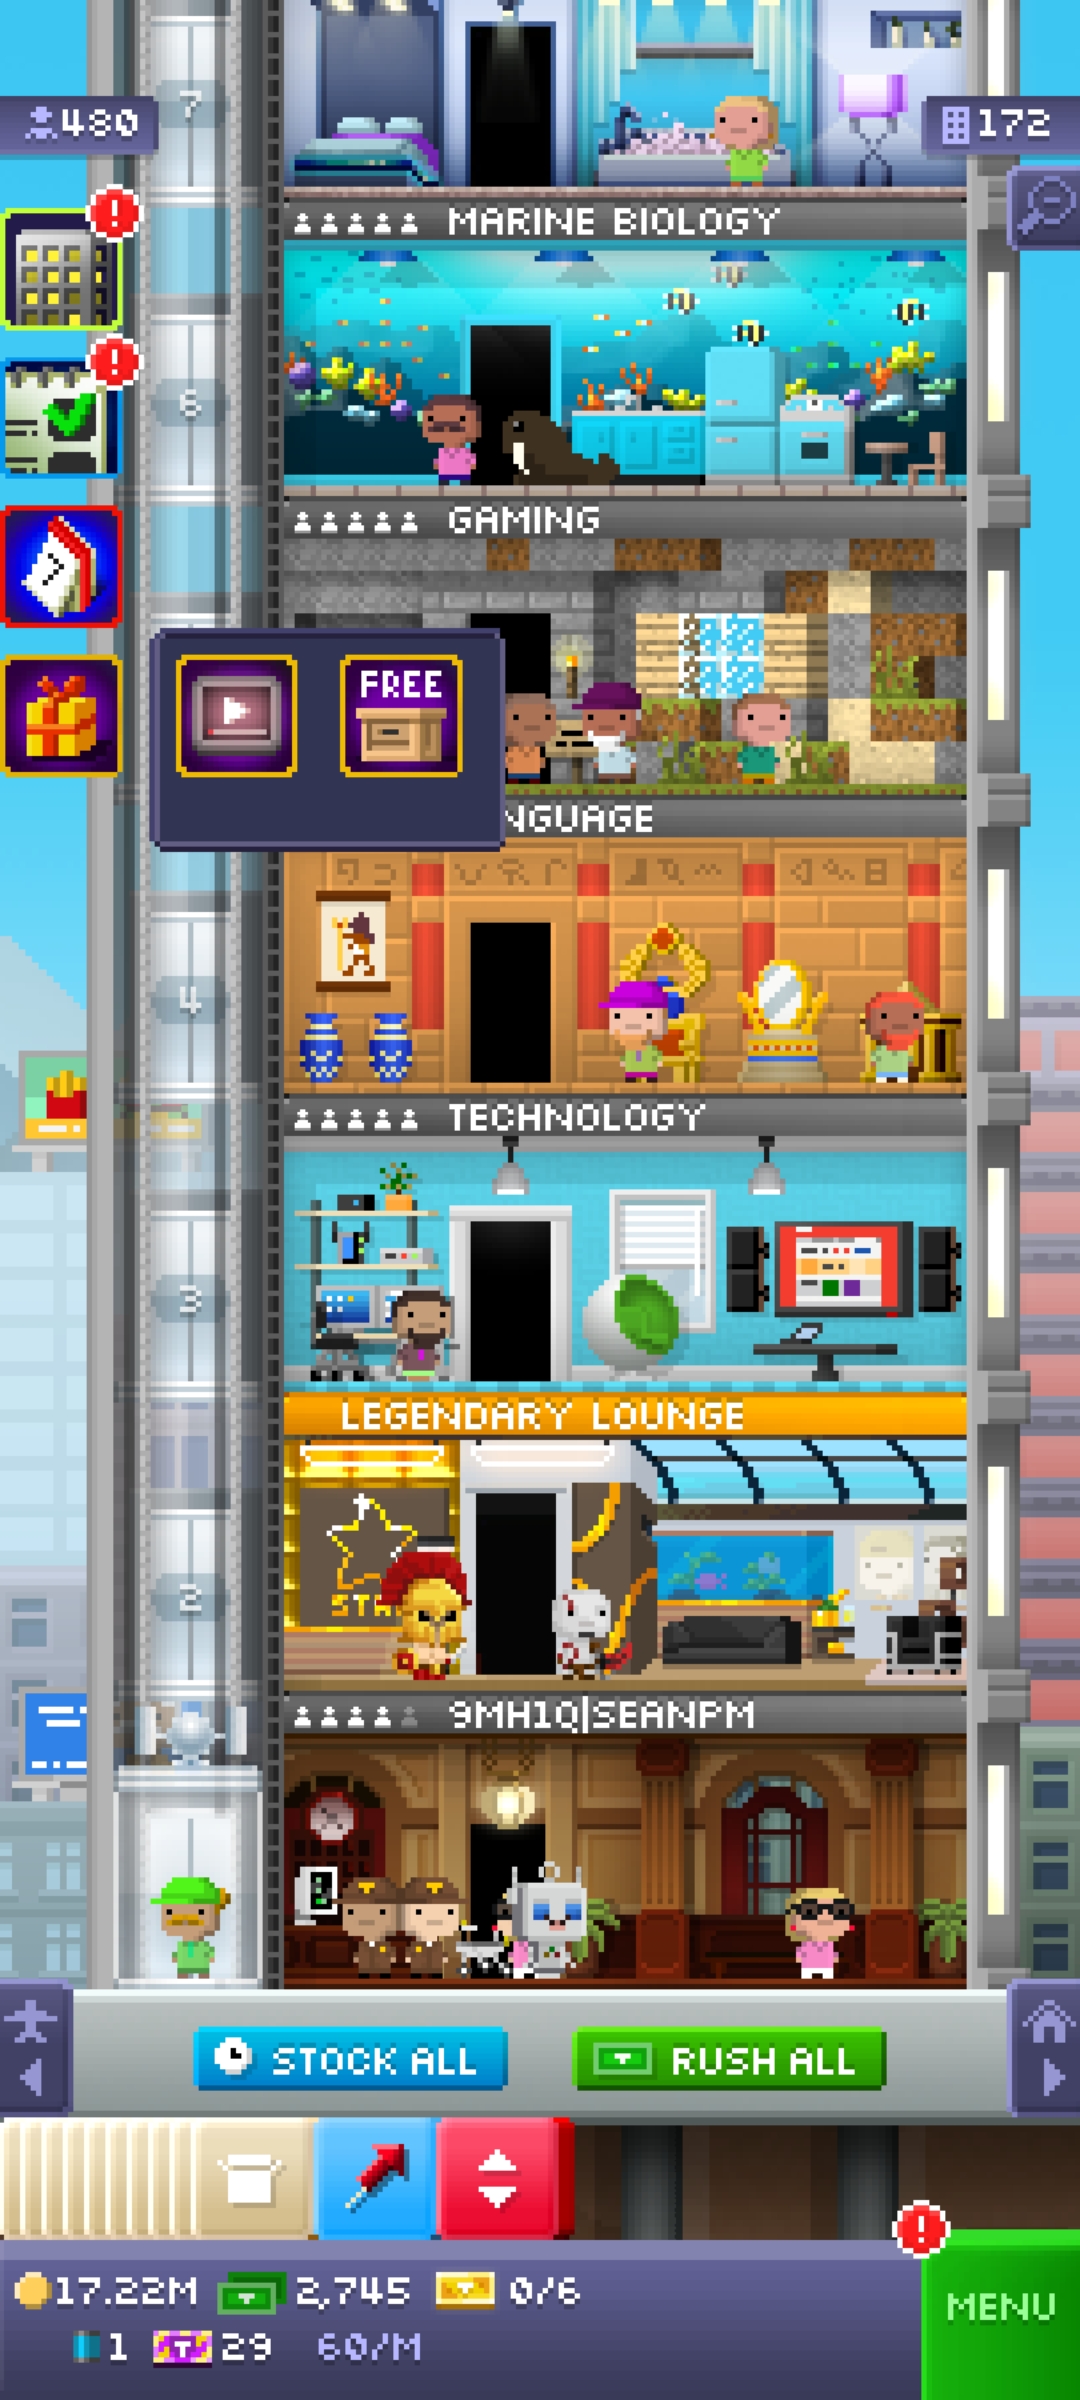 7
480
172
MARINE BIOLOGY
6
GAMING
7
FREE
NGUAGE
4
TECHNOLOGY
3
LEGENDARY LOUNGE
2
9MH1Q|SEANPM
STOCK ALL
RUSH ALL
17.22M
2,745
0/6
MENU
1
29
60/M